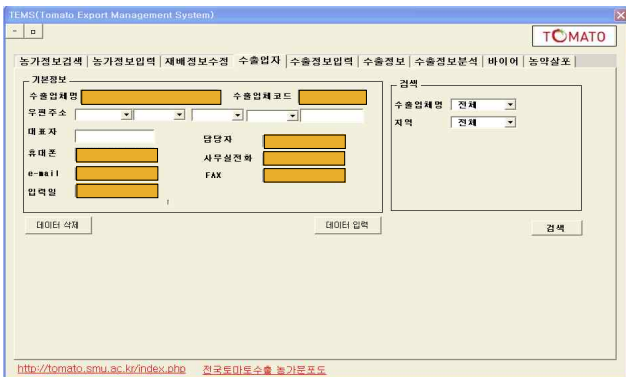 TEMS(Tomato Export Management System)
TOMATO
농가정보검색 농가정보입력 재배정보수정 수출업자 수출정보입력 수출정보 수출정보분석 바이어 농약살포
기본정보
수출업체명 수출업체코드
우편주소
대표자 담당자
휴대폰 사무실전화
e-mail FAX
입력일
검색
수출업체명 전체
지역 전체
데이터 삭제 데이터 입력 검색
http://tomato.smu.ac.kr/index.php 전국토마토수출 농가분포도